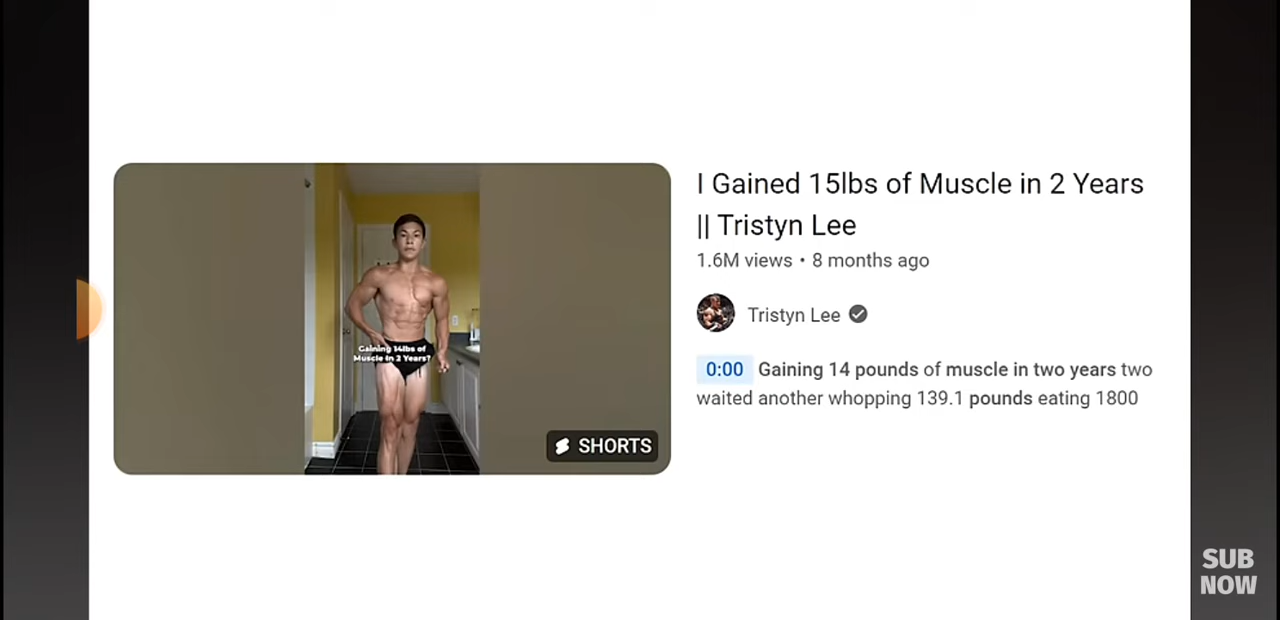 I Gained 15lbs of Muscle in 2 Years
|| Tristyn Lee
1.6M views • 8 months ago
Tristyn Lee
0:00 Gaining 14 pounds of muscle in two years two
waited another whopping 139.1 pounds eating 1800
Gaining 14lbs of
Muscle in 2 Years?
SHORTS
SUB
NOW